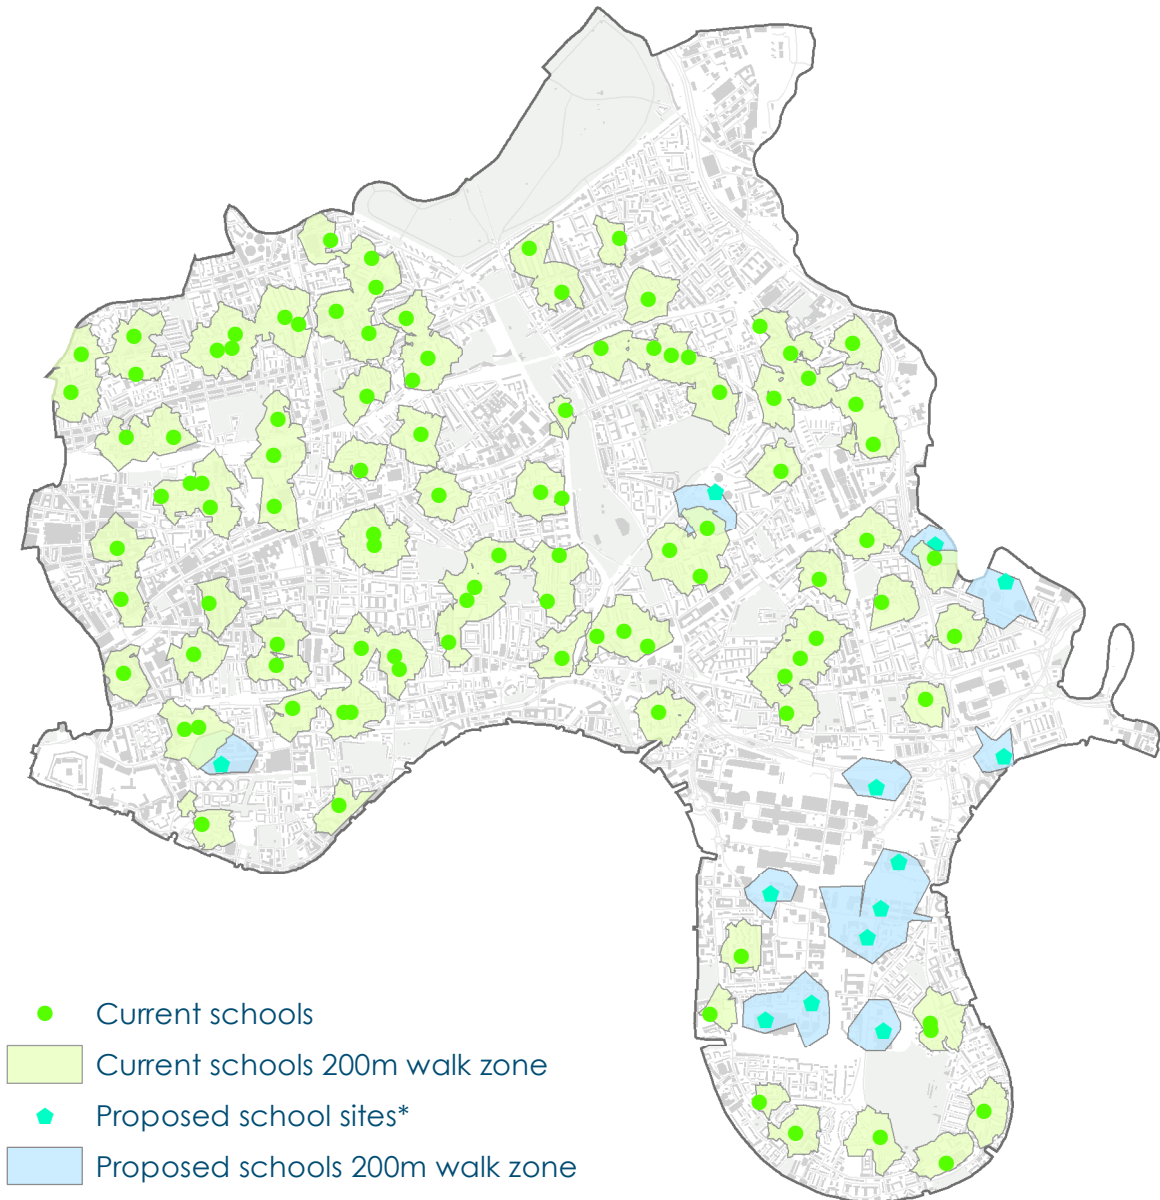 Current schools
Current schools 200m walk zone
Proposed school sites*
Proposed schools 200m walk zone